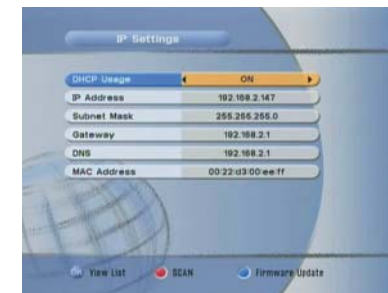 IP Settings
DHCP Usage ON
IP Address 192.168.2.147
Subnet Mask 255.255.255.0
Gateway 192.168.2.1
DNS 192.168.2.1
MAC Address 00:22:d3:00:ee:ff
OK View List SCAN Firmware Update